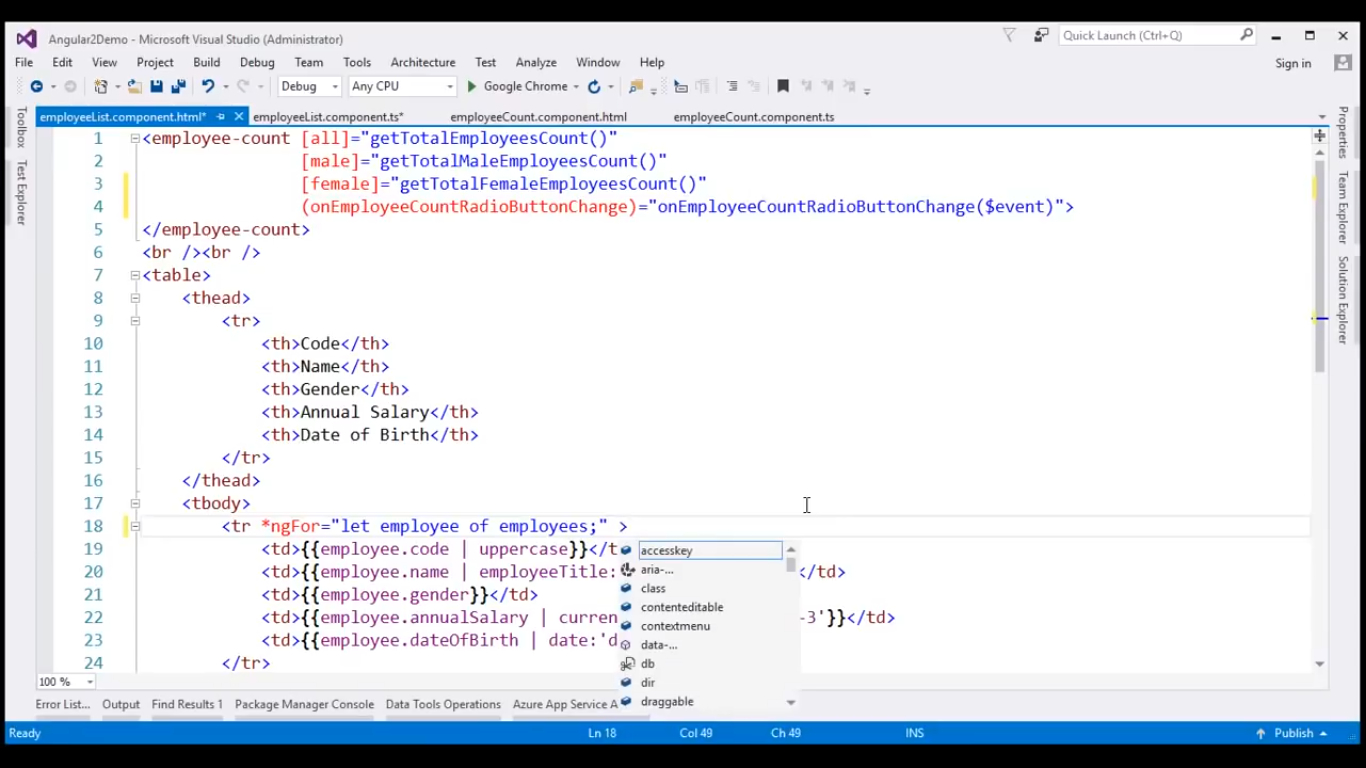 Angular2Demo - Microsoft Visual Studio (Administrator)
Quick Launch (Ctrl+Q)
File Edit View Project Build Debug Team Tools Architecture Test Analyze Window Help
Sign in
Debug Any CPU Google Chrome
employeeList.component.html* employeeList.component.ts* employeeCount.component.html employeeCount.component.ts
Toolbox
Test Explorer
1 <employee-count [all]="getTotalEmployeesCount()"
2 [male]="getTotalMaleEmployeesCount()"
3 [female]="getTotalFemaleEmployeesCount()"
4 (onEmployeeCountRadioButtonChange)="onEmployeeCountRadioButtonChange($event)">
5 </employee-count>
6 <br /><br />
7 <table>
8 <thead>
9 <tr>
10 <th>Code</th>
11 <th>Name</th>
12 <th>Gender</th>
13 <th>Annual Salary</th>
14 <th>Date of Birth</th>
15 </tr>
16 </thead>
17 <tbody>
18 <tr *ngFor="let employee of employees;" >
19 <td>{{employee.code | uppercase}}</t
20 <td>{{employee.name | employeeTitle: </td>
21 <td>{{employee.gender}}</td>
22 <td>{{employee.annualSalary | curren -3'}}</td>
23 <td>{{employee.dateOfBirth | date:'d
24 </tr>
accesskey
aria-...
class
contenteditable
contextmenu
data-...
db
dir
draggable
Properties
Team Explorer
Solution Explorer
100 %
Error List... Output Find Results 1 Package Manager Console Data Tools Operations Azure App Service A
Ready Ln 18 Col 49 Ch 49 INS Publish